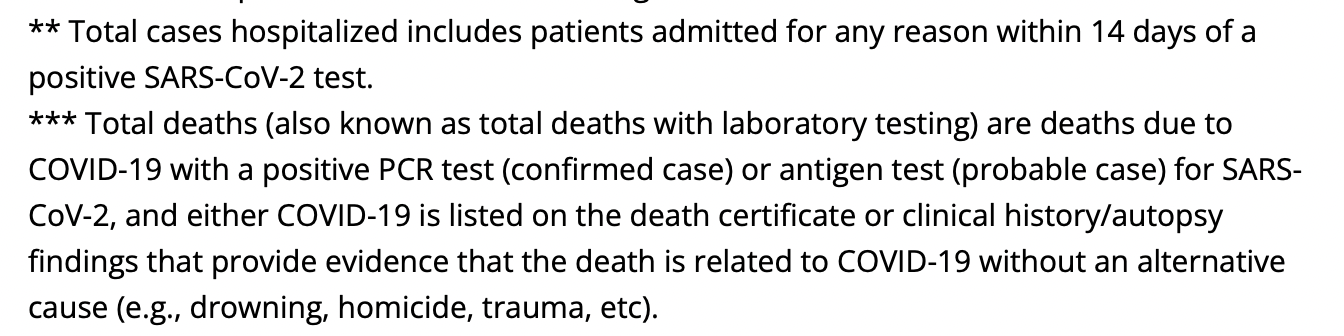 ** Total cases hospitalized includes patients admitted for any reason within 14 days of a
positive SARS-CoV-2 test.
*** Total deaths (also known as total deaths with laboratory testing) are deaths due to
COVID-19 with a positive PCR test (confirmed case) or antigen test (probable case) for SARS-
CoV-2, and either COVID-19 is listed on the death certificate or clinical history/autopsy
findings that provide evidence that the death is related to COVID-19 without an alternative
cause (e.g., drowning, homicide, trauma, etc).